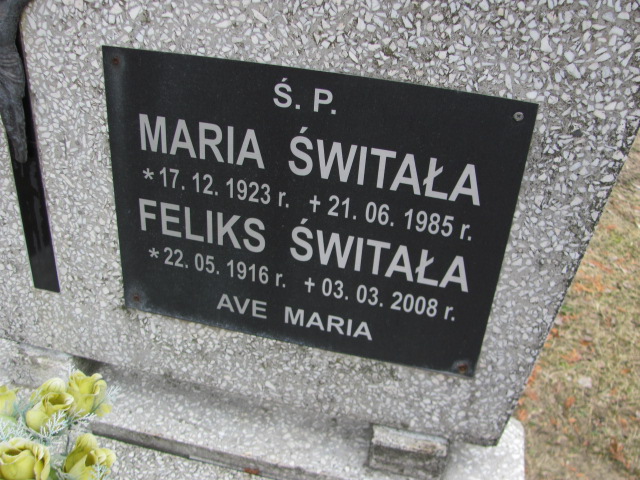 Ś. P.
MARIA ŚWITAŁA
* 17. 12. 1923 r. + 21. 06. 1985 r.
FELIKS ŚWITAŁA
* 22. 05. 1916 r. + 03. 03. 2008 r.
AVE MARIA